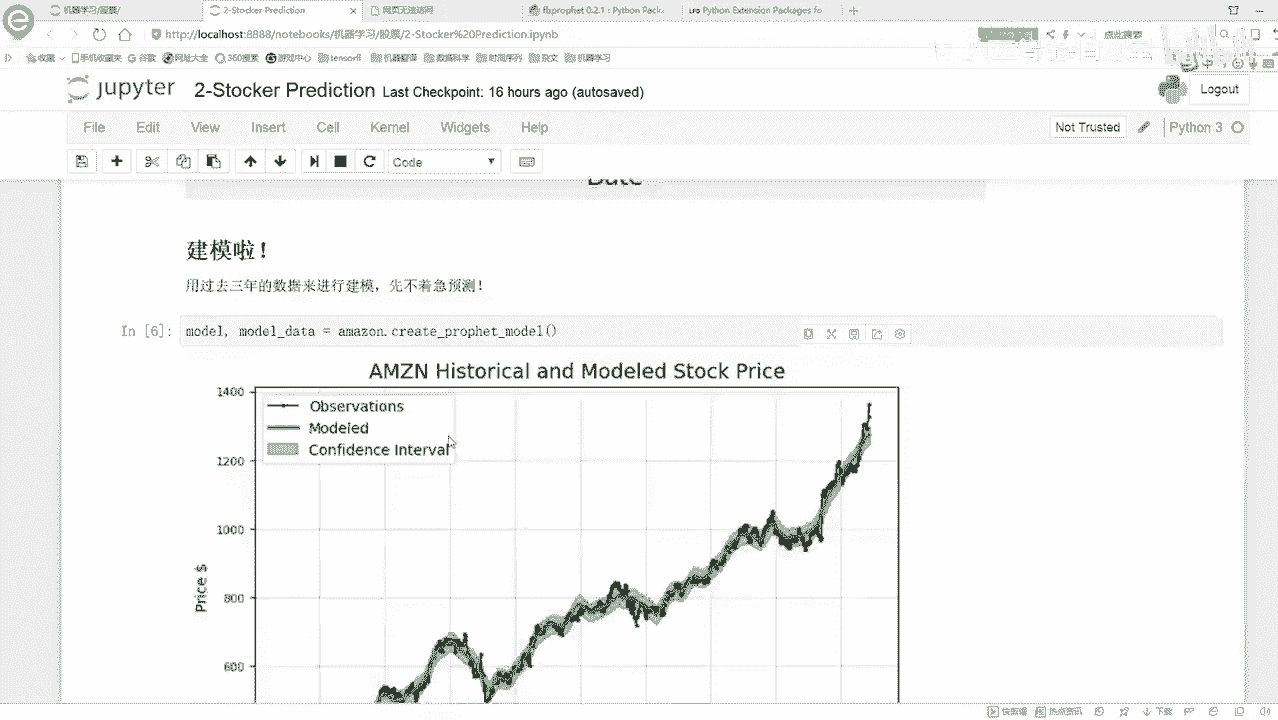 机器学习/股票/
2-Stocker Prediction
网页无法访问
fbprophet 0.2.1 : Python Pack
Python Extension Packages fo
http://localhost:8888/notebooks/机器学习/股票/2-Stocker%20Prediction.ipynb
点此搜索
收藏 手机收藏夹 谷歌 网址大全 360搜索 游戏中心 Tensorfl 机器翻译 数据科学 时间序列 杂文 机器学习
jupyter 2-Stocker Prediction Last Checkpoint: 16 hours ago (autosaved)
Logout
File Edit View Insert Cell Kernel Widgets Help
Not Trusted
Python 3
Code
Date
建模啦！
用过去三年的数据来进行建模，先不着急预测！
In [6]: model, model_data = amazon.create_prophet_model()
AMZN Historical and Modeled Stock Price
Observations
Modeled
Confidence Interval
1400
1200
1000
800
600
Price $
快剪辑 热点资讯 下载